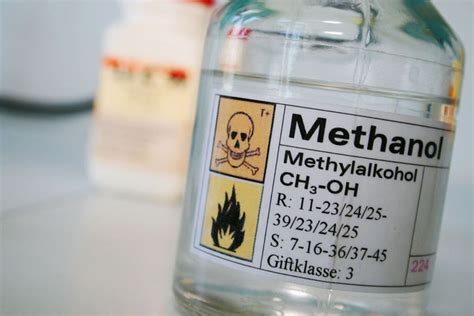 T+
Methanol
Methylalkohol
CH₃-OH
R: 11-23/24/25-
39/23/24/25
S: 7-16-36/37-45
Giftklasse: 3
224